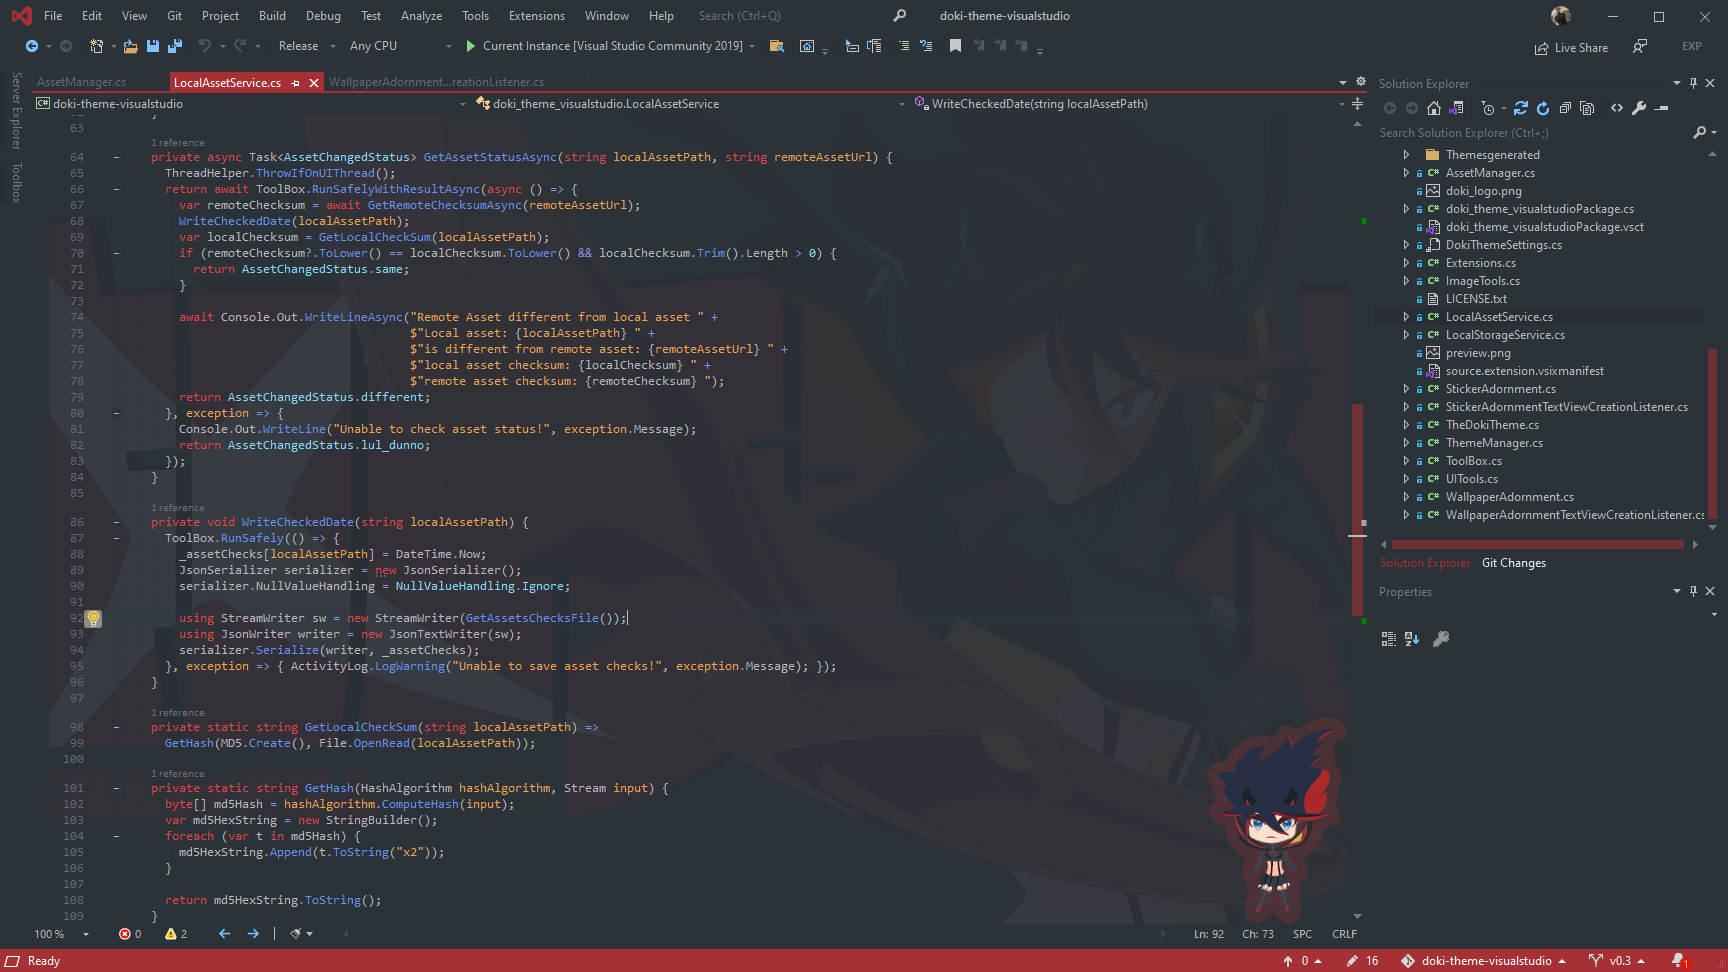 File Edit View Git Project Build Debug Test Analyze Tools Extensions Window Help Search (Ctrl+Q) doki-theme-visualstudio
Release Any CPU Current Instance [Visual Studio Community 2019] Live Share EXP
Server Explorer
Toolbox
AssetManager.cs LocalAssetService.cs WallpaperAdornment...reationListener.cs
doki-theme-visualstudio doki_theme_visualstudio.LocalAssetService WriteCheckedDate(string localAssetPath)
63
1 reference
64 private async Task<AssetChangedStatus> GetAssetStatusAsync(string localAssetPath, string remoteAssetUrl) {
65 ThreadHelper.ThrowIfOnUIThread();
66 return await ToolBox.RunSafelyWithResultAsync(async () => {
67 var remoteChecksum = await GetRemoteChecksumAsync(remoteAssetUrl);
68 WriteCheckedDate(localAssetPath);
69 var localChecksum = GetLocalCheckSum(localAssetPath);
70 if (remoteChecksum?.ToLower() == localChecksum.ToLower() && localChecksum.Trim().Length > 0) {
71 return AssetChangedStatus.same;
72 }
73
74 await Console.Out.WriteLineAsync("Remote Asset different from local asset " +
75 $"Local asset: {localAssetPath} " +
76 $"is different from remote asset: {remoteAssetUrl} " +
77 $"local asset checksum: {localChecksum} " +
78 $"remote asset checksum: {remoteChecksum} ");
79 return AssetChangedStatus.different;
80 }, exception => {
81 Console.Out.WriteLine("Unable to check asset status!", exception.Message);
82 return AssetChangedStatus.lul_dunno;
83 });
84 }
85
1 reference
86 private void WriteCheckedDate(string localAssetPath) {
87 ToolBox.RunSafely(() => {
88 _assetChecks[localAssetPath] = DateTime.Now;
89 JsonSerializer serializer = new JsonSerializer();
90 serializer.NullValueHandling = NullValueHandling.Ignore;
91
92 using StreamWriter sw = new StreamWriter(GetAssetsChecksFile());
93 using JsonWriter writer = new JsonTextWriter(sw);
94 serializer.Serialize(writer, _assetChecks);
95 }, exception => { ActivityLog.LogWarning("Unable to save asset checks!", exception.Message); });
96 }
97
1 reference
98 private static string GetLocalCheckSum(string localAssetPath) =>
99 GetHash(MD5.Create(), File.OpenRead(localAssetPath));
100
1 reference
101 private static string GetHash(HashAlgorithm hashAlgorithm, Stream input) {
102 byte[] md5Hash = hashAlgorithm.ComputeHash(input);
103 var md5HexString = new StringBuilder();
104 foreach (var t in md5Hash) {
105 md5HexString.Append(t.ToString("x2"));
106 }
107
108 return md5HexString.ToString();
109 }
100 % 0 2 Ln: 92 Ch: 73 SPC CRLF
Solution Explorer
Search Solution Explorer (Ctrl+;)
Themesgenerated
C# AssetManager.cs
doki_logo.png
C# doki_theme_visualstudioPackage.cs
doki_theme_visualstudioPackage.vsct
DokiThemeSettings.cs
C# Extensions.cs
C# ImageTools.cs
LICENSE.txt
C# LocalAssetService.cs
C# LocalStorageService.cs
preview.png
source.extension.vsixmanifest
C# StickerAdornment.cs
C# StickerAdornmentTextViewCreationListener.cs
C# TheDokiTheme.cs
C# ThemeManager.cs
C# ToolBox.cs
C# UITools.cs
C# WallpaperAdornment.cs
C# WallpaperAdornmentTextViewCreationListener.cs
Solution Explorer Git Changes
Properties
Ready 0 16 doki-theme-visualstudio v0.3 1